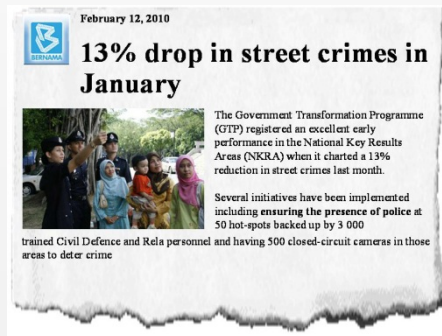 February 12, 2010
BERNAMA
13% drop in street crimes in
January
The Government Transformation Programme
(GTP) registered an excellent early
performance in the National Key Results
Areas (NKRA) when it charted a 13%
reduction in street crimes last month.
Several initiatives have been implemented
including ensuring the presence of police at
50 hot-spots backed up by 3 000
trained Civil Defence and Rela personnel and having 500 closed-circuit cameras in those
areas to deter crime